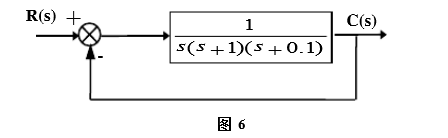 R(s) + 1 C(s)
s(s+1)(s+0.1)
-
图 6